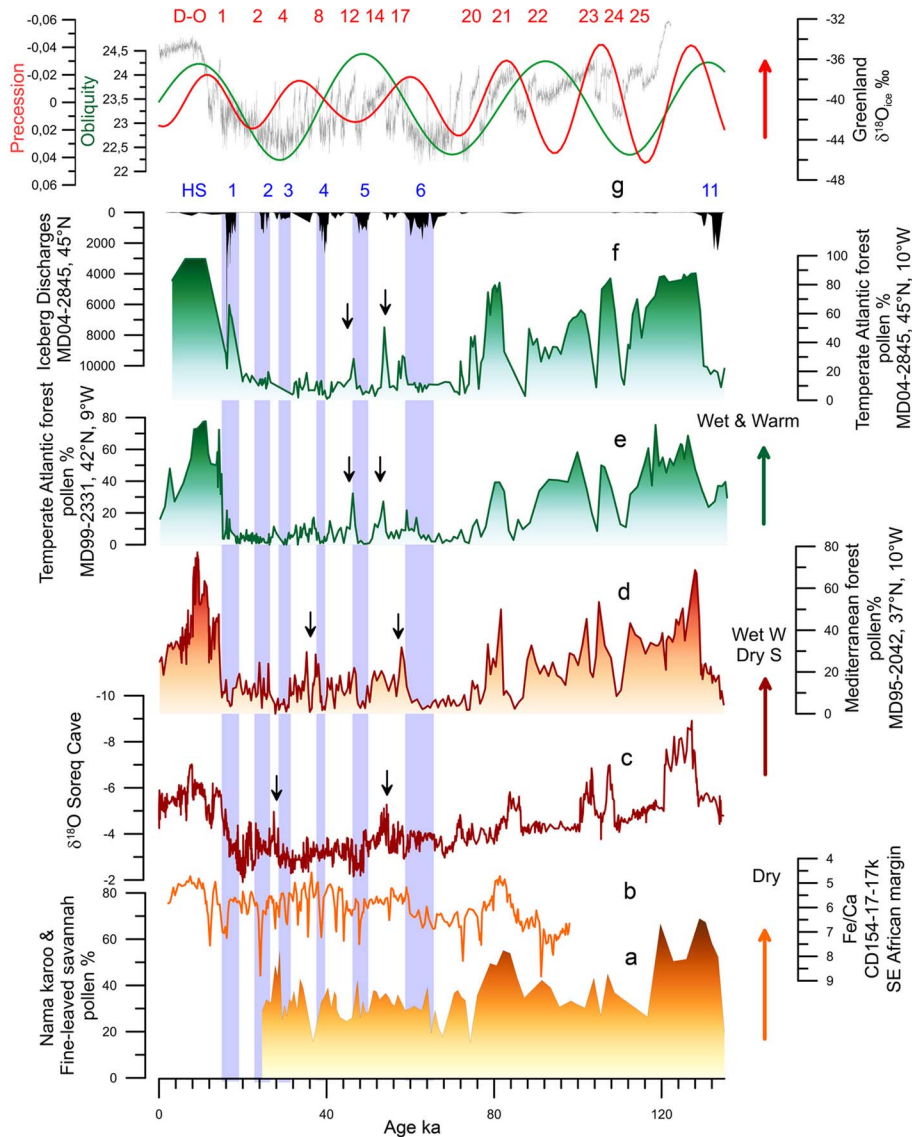 D-O 1 2 4 8 12 14 17 20 21 22 23 24 25
-0,06
-0,04
-0,02
0
0,02
0,04
0,06
Precession
24,5
24
23,5
23
22,5
22
Obliquity
-32
-36
-40
-44
-48
Greenland
δ18Oice ‰
HS 1 2 3 4 5 6 g 11
0
2000
4000
6000
8000
10000
Iceberg Discharges
MD04-2845, 45°N
f
100
80
60
40
20
0
Temperate Atlantic forest
pollen %
MD04-2845, 45°N, 10°W
80
60
40
20
0
Temperate Atlantic forest
pollen %
MD99-2331, 42°N, 9°W
e
Wet & Warm
d
80
60
40
20
0
Mediterranean forest
pollen%
MD95-2042, 37°N, 10°W
Wet W
Dry S
-10
-8
-6
-4
-2
δ18O Soreq Cave
c
b
4
5
6
7
8
9
Fe/Ca
CD154-17-17k
SE African margin
Dry
80
60
40
20
0
Nama karoo &
Fine-leaved savannah
pollen %
a
0 40 80 120
Age ka